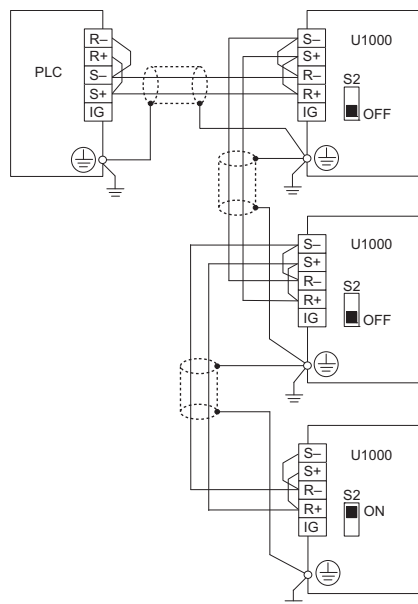 PLC
R–
R+
S–
S+
IG
S–
S+
R–
R+
IG
U1000
S2
OFF
S–
S+
R–
R+
IG
U1000
S2
OFF
S–
S+
R–
R+
IG
U1000
S2
ON